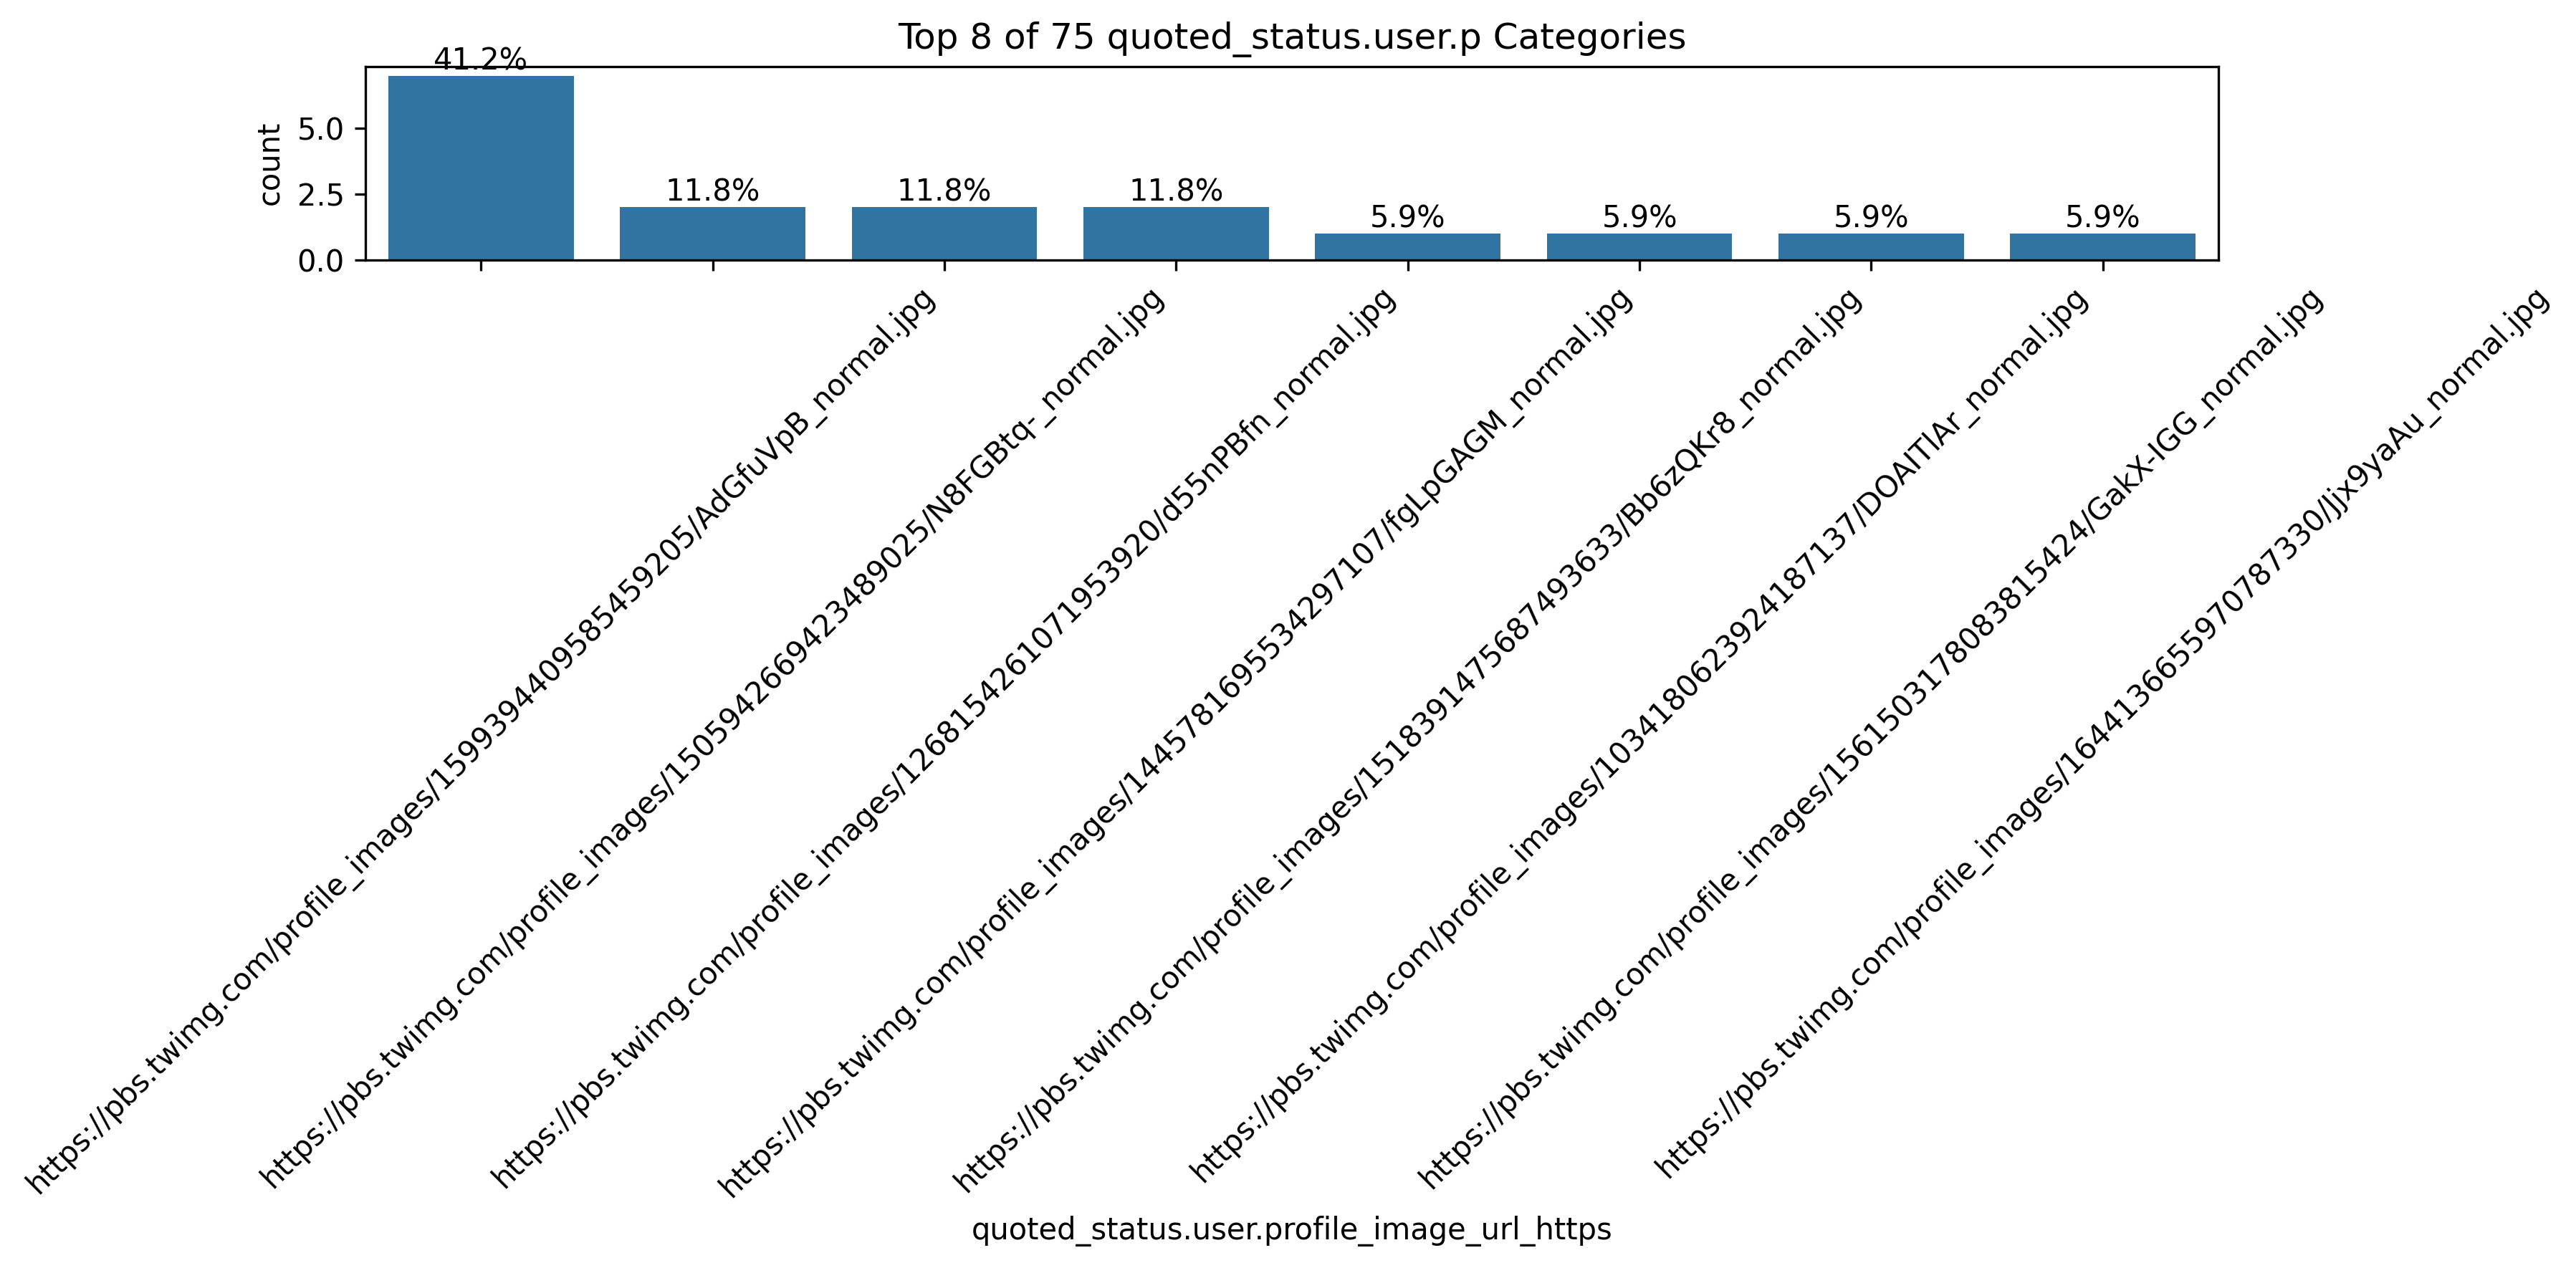 Top 8 of 75 quoted_status.user.p Categories
41.2%
11.8%
11.8%
11.8%
5.9%
5.9%
5.9%
5.9%
count
5.0
2.5
0.0
https://pbs.twimg.com/profile_images/1599394409585459205/AdGfuVpB_normal.jpg
https://pbs.twimg.com/profile_images/1505942669423489025/N8FGBtq-_normal.jpg
https://pbs.twimg.com/profile_images/1268154261071953920/d55nPBfn_normal.jpg
https://pbs.twimg.com/profile_images/1445781695534297107/fgLpGAGM_normal.jpg
https://pbs.twimg.com/profile_images/1518391475687493633/Bb6zQKr8_normal.jpg
https://pbs.twimg.com/profile_images/1034180623924187137/DOAITIAr_normal.jpg
https://pbs.twimg.com/profile_images/1561503178083815424/GakX-IGG_normal.jpg
https://pbs.twimg.com/profile_images/1644136655970787330/Ijx9yaAu_normal.jpg
quoted_status.user.profile_image_url_https